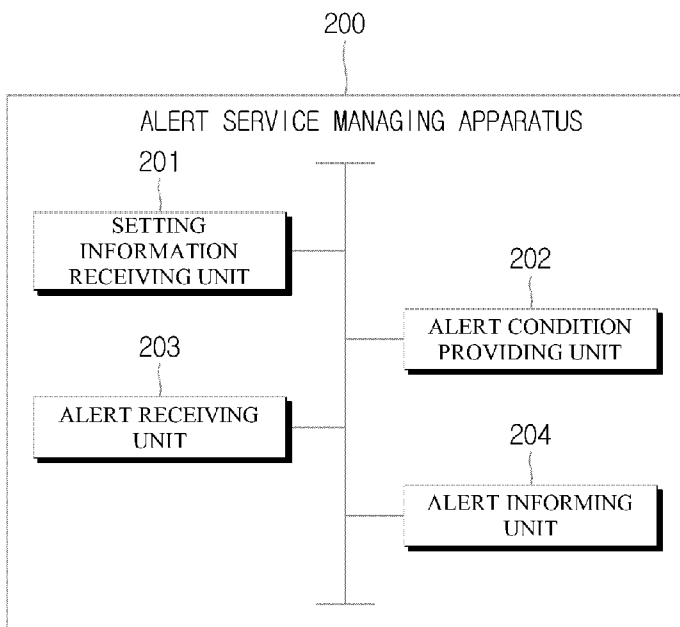 200
ALERT SERVICE MANAGING APPARATUS
201
SETTING
INFORMATION
RECEIVING UNIT
202
ALERT CONDITION
PROVIDING UNIT
203
ALERT RECEIVING
UNIT
204
ALERT INFORMING
UNIT